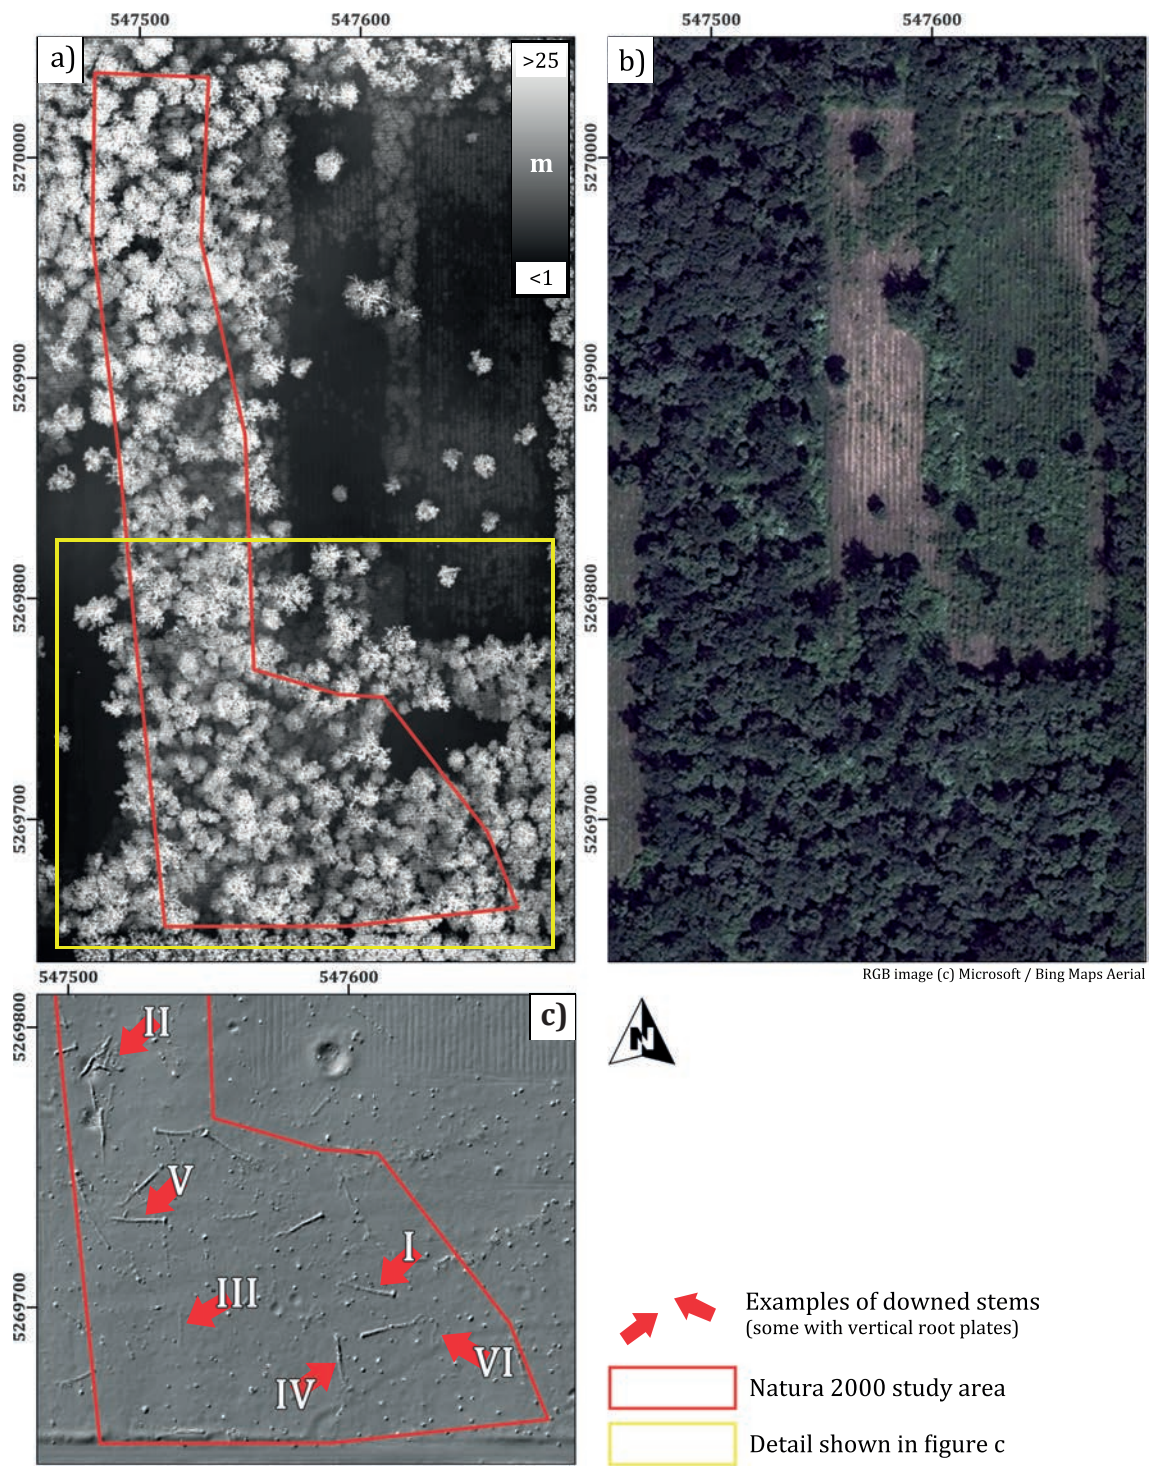 547500
547600
547500
547600
a)
>25
m
<1
b)
5270000
5269900
5269800
5269700
5270000
5269900
5269800
5269700
RGB image (c) Microsoft / Bing Maps Aerial
547500
547600
c)
5269800
5269700
II
V
I
III
VI
IV
N
Examples of downed stems
(some with vertical root plates)
Natura 2000 study area
Detail shown in figure c